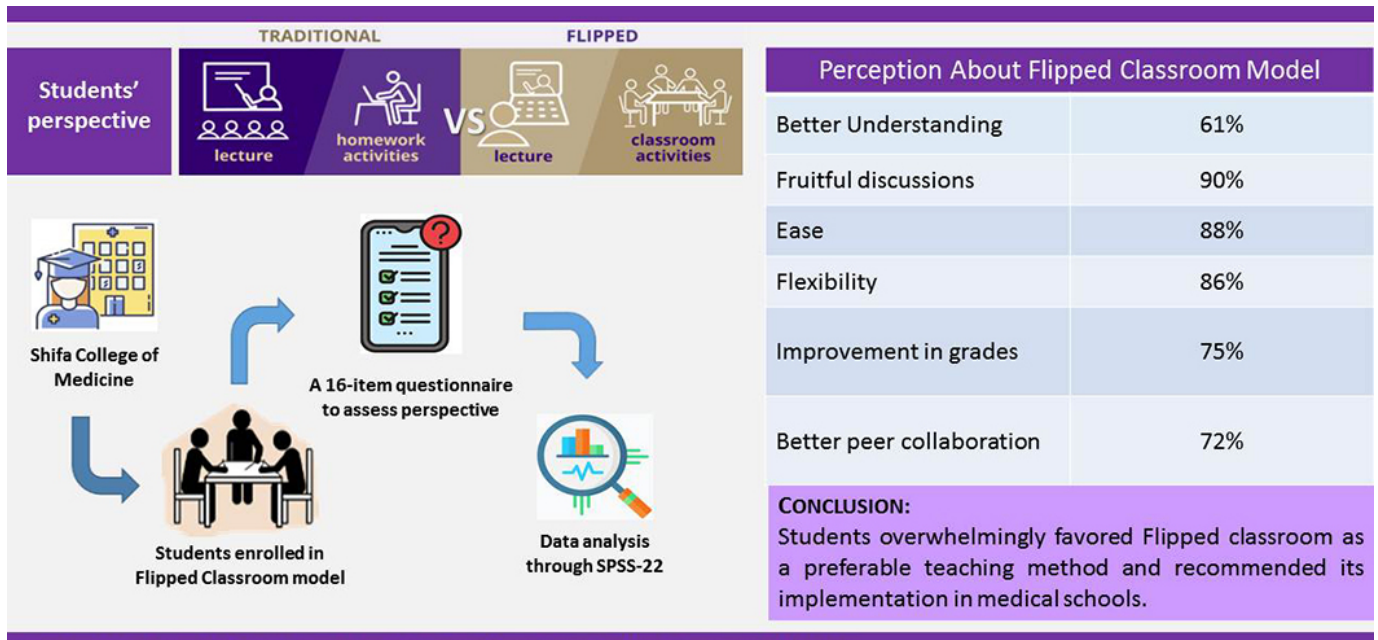 TRADITIONAL
FLIPPED
Students’
perspective
lecture
homework
activities
VS
lecture
classroom
activities
Shifa College of
Medicine
Students enrolled in
Flipped Classroom model
?
A 16-item questionnaire
to assess perspective
Data analysis
through SPSS-22
Perception About Flipped Classroom Model
Better Understanding 61%
Fruitful discussions 90%
Ease 88%
Flexibility 86%
Improvement in grades 75%
Better peer collaboration 72%
CONCLUSION:
Students overwhelmingly favored Flipped classroom as
a preferable teaching method and recommended its
implementation in medical schools.